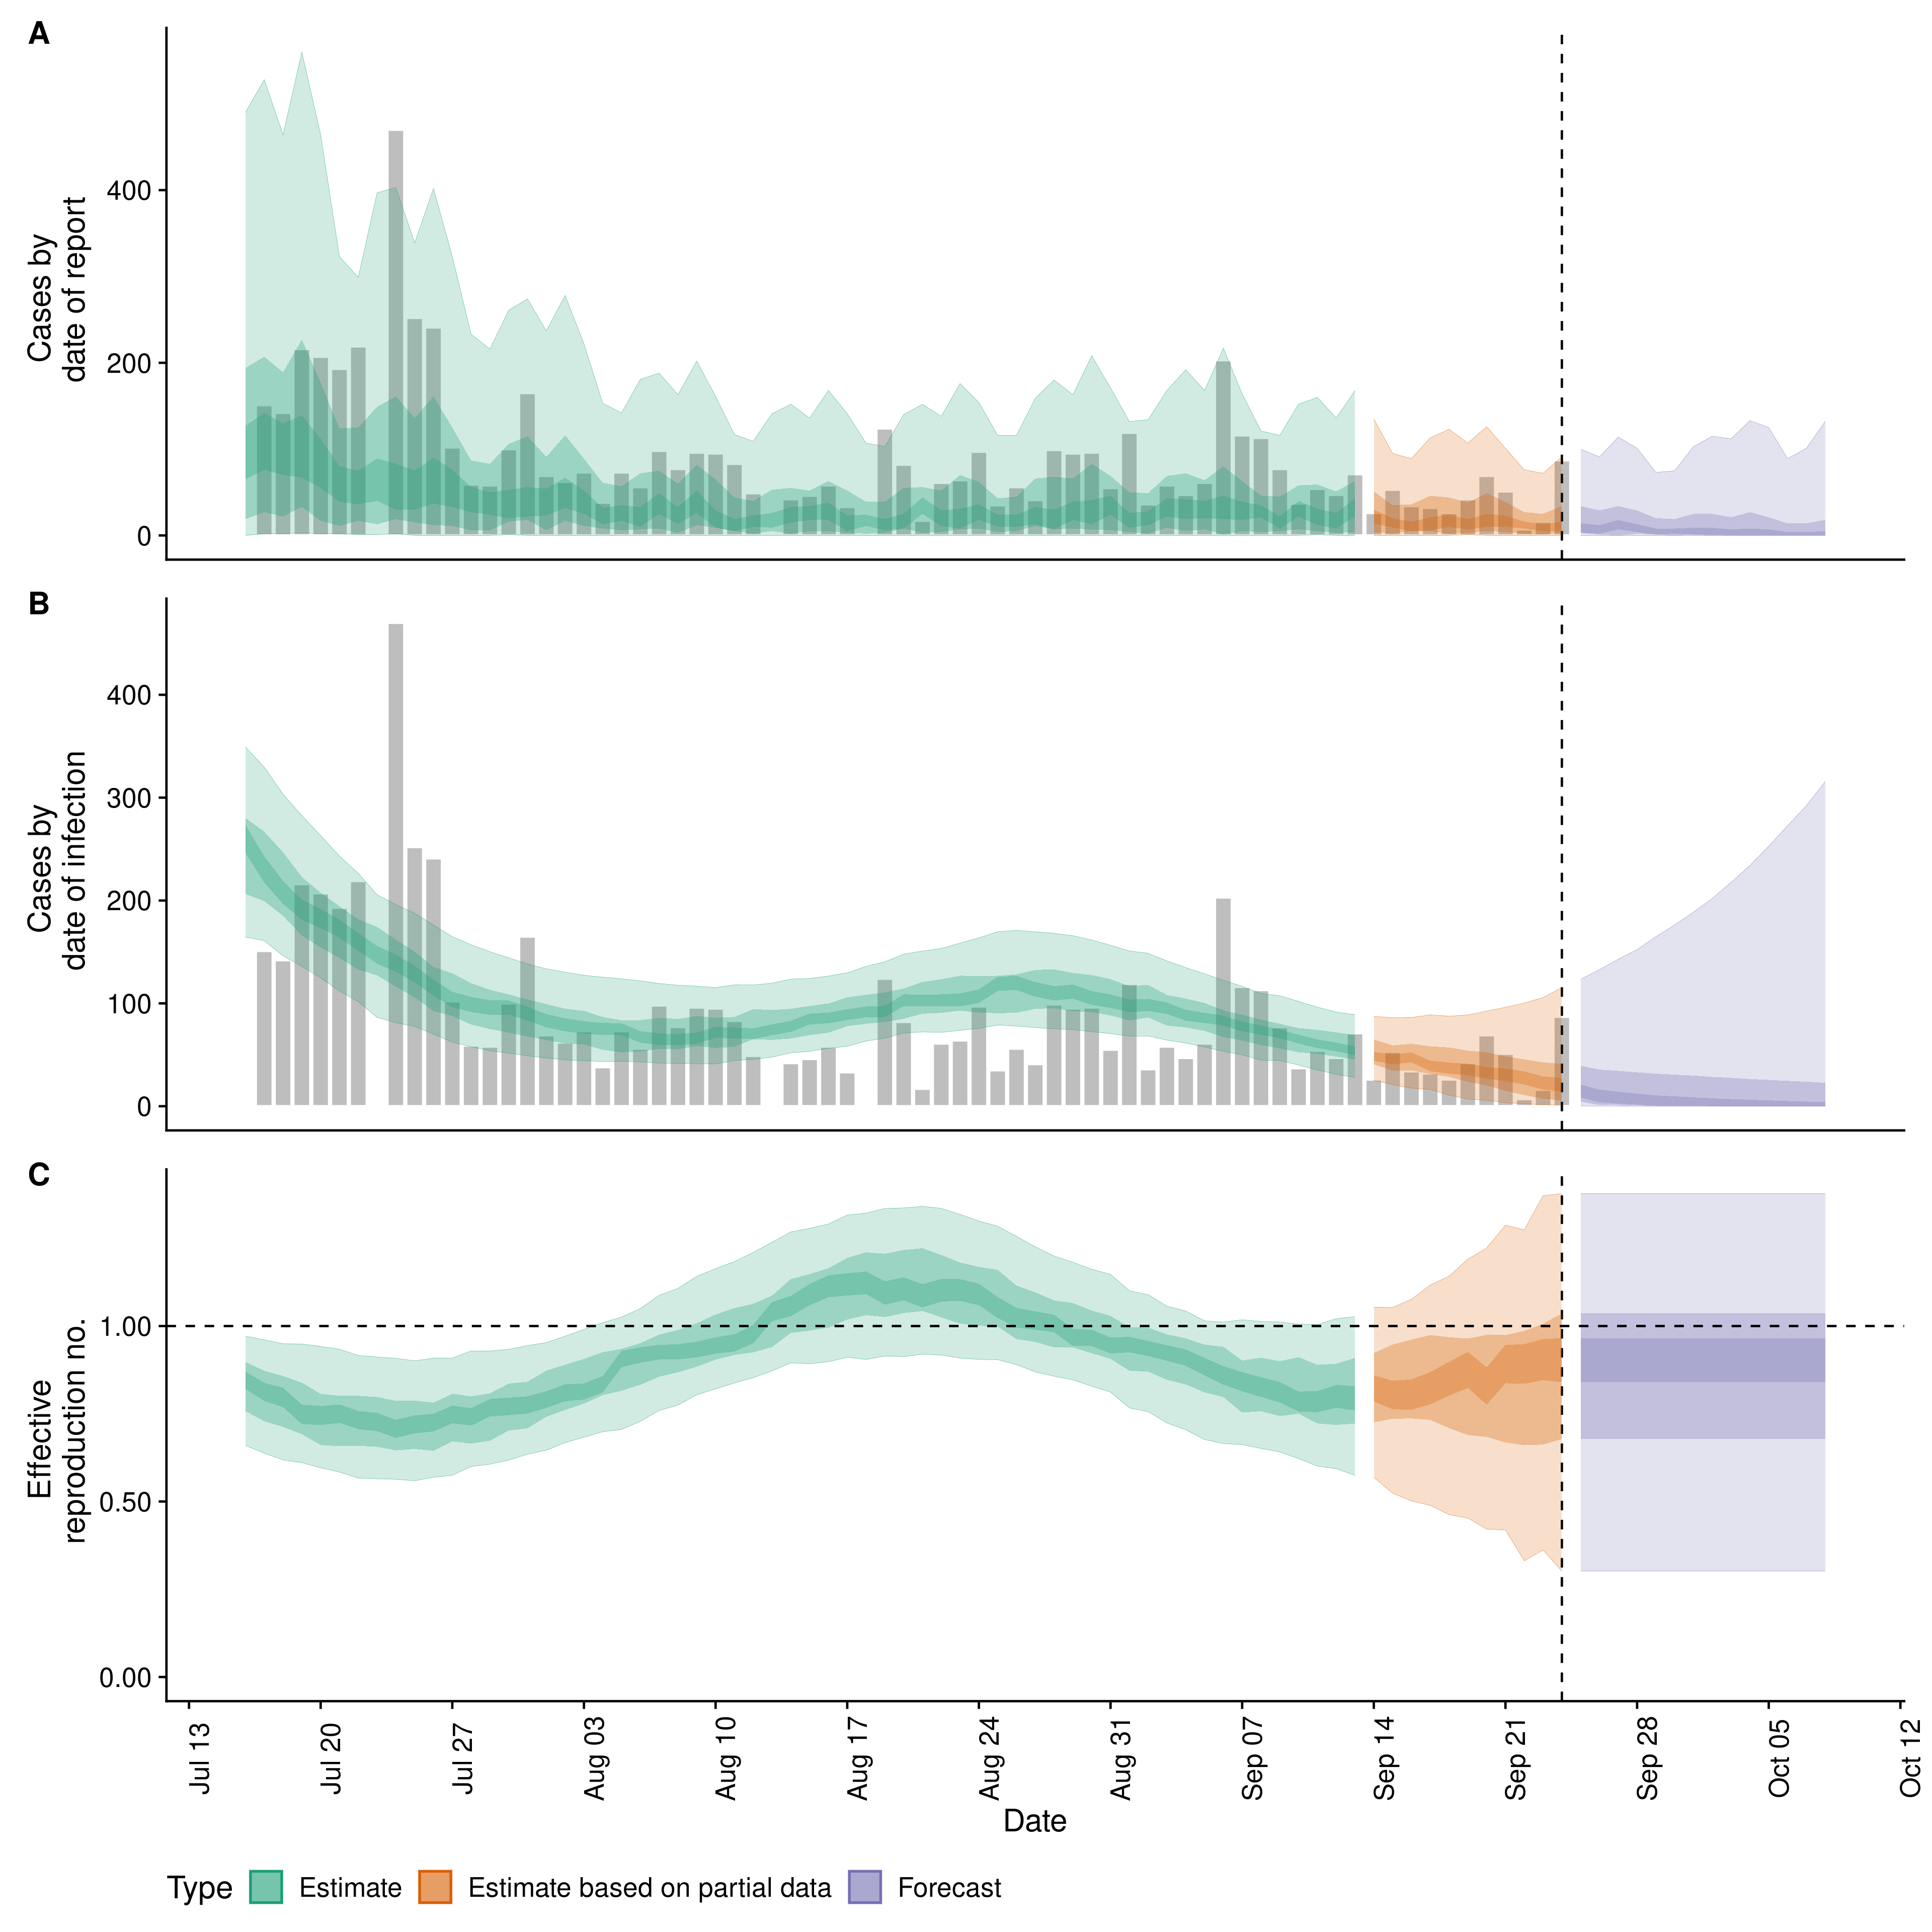 A
Cases by
date of report
400
200
0
B
Cases by
date of infection
400
300
200
100
0
C
Effective
reproduction no.
1.00
0.50
0.00
Jul 13
Jul 20
Jul 27
Aug 03
Aug 10
Aug 17
Aug 24
Aug 31
Sep 07
Sep 14
Sep 21
Sep 28
Oct 05
Oct 12
Date
Type Estimate Estimate based on partial data Forecast